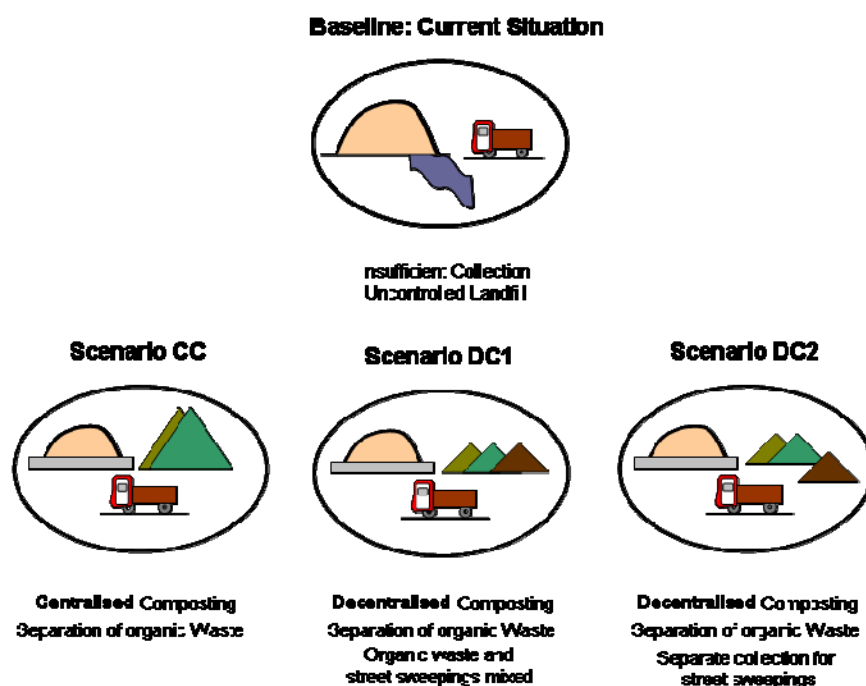 Baseline: Current Situation
Insufficient Collection
Uncontroled Landfill
Scenario CC
Scenario DC1
Scenario DC2
Centralised Composting
Separation of organic Waste
Decentralised Composting
Separation of organic Waste
Organic waste and
street sweepings mixed
Decentralised Composting
Separation of organic Waste
Separate collection for
street sweepings